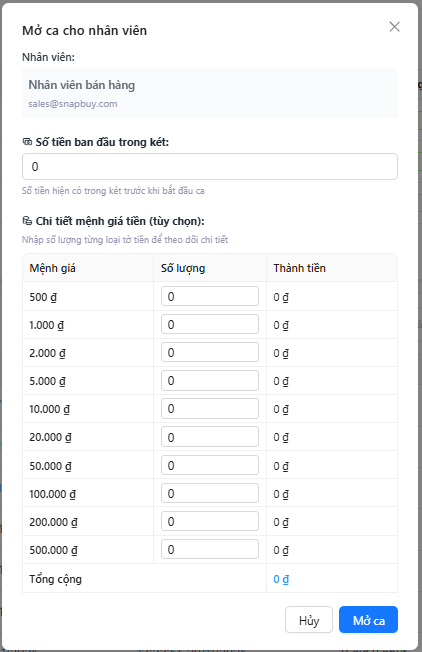 Mở ca cho nhân viên
Nhân viên:
Nhân viên bán hàng
sales@snapbuy.com
Số tiền ban đầu trong két:
0
Số tiền hiện có trong két trước khi bắt đầu ca
Chi tiết mệnh giá tiền (tùy chọn):
Nhập số lượng từng loại tờ tiền để theo dõi chi tiết
Mệnh giá Số lượng Thành tiền
500 ₫ 0 0 ₫
1.000 ₫ 0 0 ₫
2.000 ₫ 0 0 ₫
5.000 ₫ 0 0 ₫
10.000 ₫ 0 0 ₫
20.000 ₫ 0 0 ₫
50.000 ₫ 0 0 ₫
100.000 ₫ 0 0 ₫
200.000 ₫ 0 0 ₫
500.000 ₫ 0 0 ₫
Tổng cộng 0 ₫
Hủy Mở ca